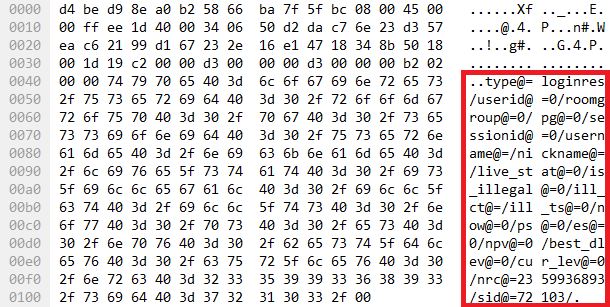 0000 d4 be d9 8e a0 b2 58 66 ba 7f 5f bc 08 00 45 00 ......Xf .._...E.
0010 00 ff ee 1d 40 00 34 06 50 d2 da c7 6e 23 d3 57 ....@.4. P...n#.W
0020 ea c6 21 99 d1 67 23 2e 16 e1 47 18 34 8b 50 18 ..!..g#. ..G.4.P.
0030 00 1d 19 c2 00 00 d3 00 00 00 d3 00 00 00 b2 02 ........ ........
0040 00 00 74 79 70 65 40 3d 6c 6f 67 69 6e 72 65 73 ..type@= loginres
0050 2f 75 73 65 72 69 64 40 3d 30 2f 72 6f 6f 6d 67 /userid@ =0/roomg
0060 72 6f 75 70 40 3d 30 2f 70 67 40 3d 30 2f 73 65 roup@=0/ pg@=0/se
0070 73 73 69 6f 6e 69 64 40 3d 30 2f 75 73 65 72 6e ssionid@ =0/usern
0080 61 6d 65 40 3d 2f 6e 69 63 6b 6e 61 6d 65 40 3d ame@=/ni ckname@=
0090 2f 6c 69 76 65 5f 73 74 61 74 40 3d 30 2f 69 73 /live_st at@=0/is
00a0 5f 69 6c 6c 65 67 61 6c 40 3d 30 2f 69 6c 6c 5f _illegal @=0/ill_
00b0 63 74 40 3d 2f 69 6c 6c 5f 74 73 40 3d 30 2f 6e ct@=/ill _ts@=0/n
00c0 6f 77 40 3d 30 2f 70 73 40 3d 30 2f 65 73 40 3d ow@=0/ps @=0/es@=
00d0 30 2f 6e 70 76 40 3d 30 2f 62 65 73 74 5f 64 6c 0/npv@=0 /best_dl
00e0 65 76 40 3d 30 2f 63 75 72 5f 6c 65 76 40 3d 30 ev@=0/cu r_lev@=0
00f0 2f 6e 72 63 40 3d 32 33 35 39 39 33 36 38 39 33 /nrc@=23 59936893
0100 2f 73 69 64 40 3d 37 32 31 30 33 2f 00 /sid@=72 103/.